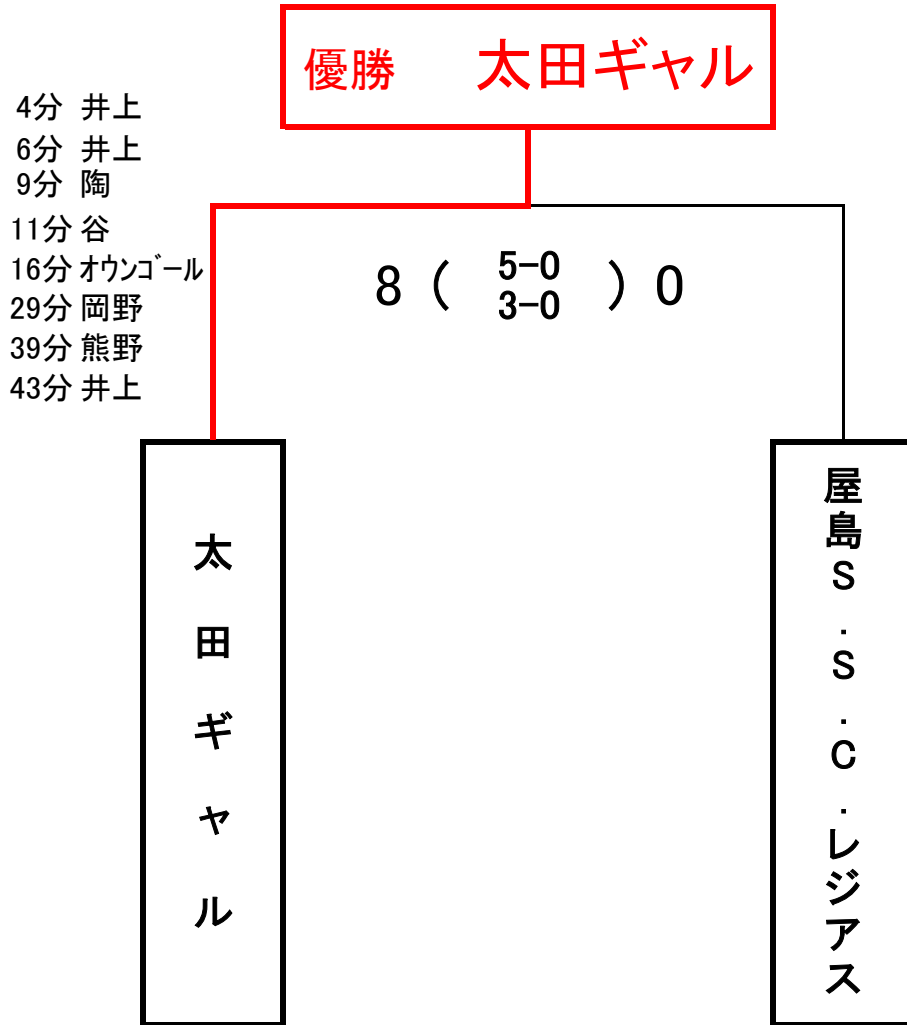 優勝 太田ギャル
4分 井上
6分 井上
9分 陶
11分 谷
16分 オウンゴール
29分 岡野
39分 熊野
43分 井上
8 ( 5-0 ) 0
3-0
太田ギャル
屋島S.S.C.レジアス